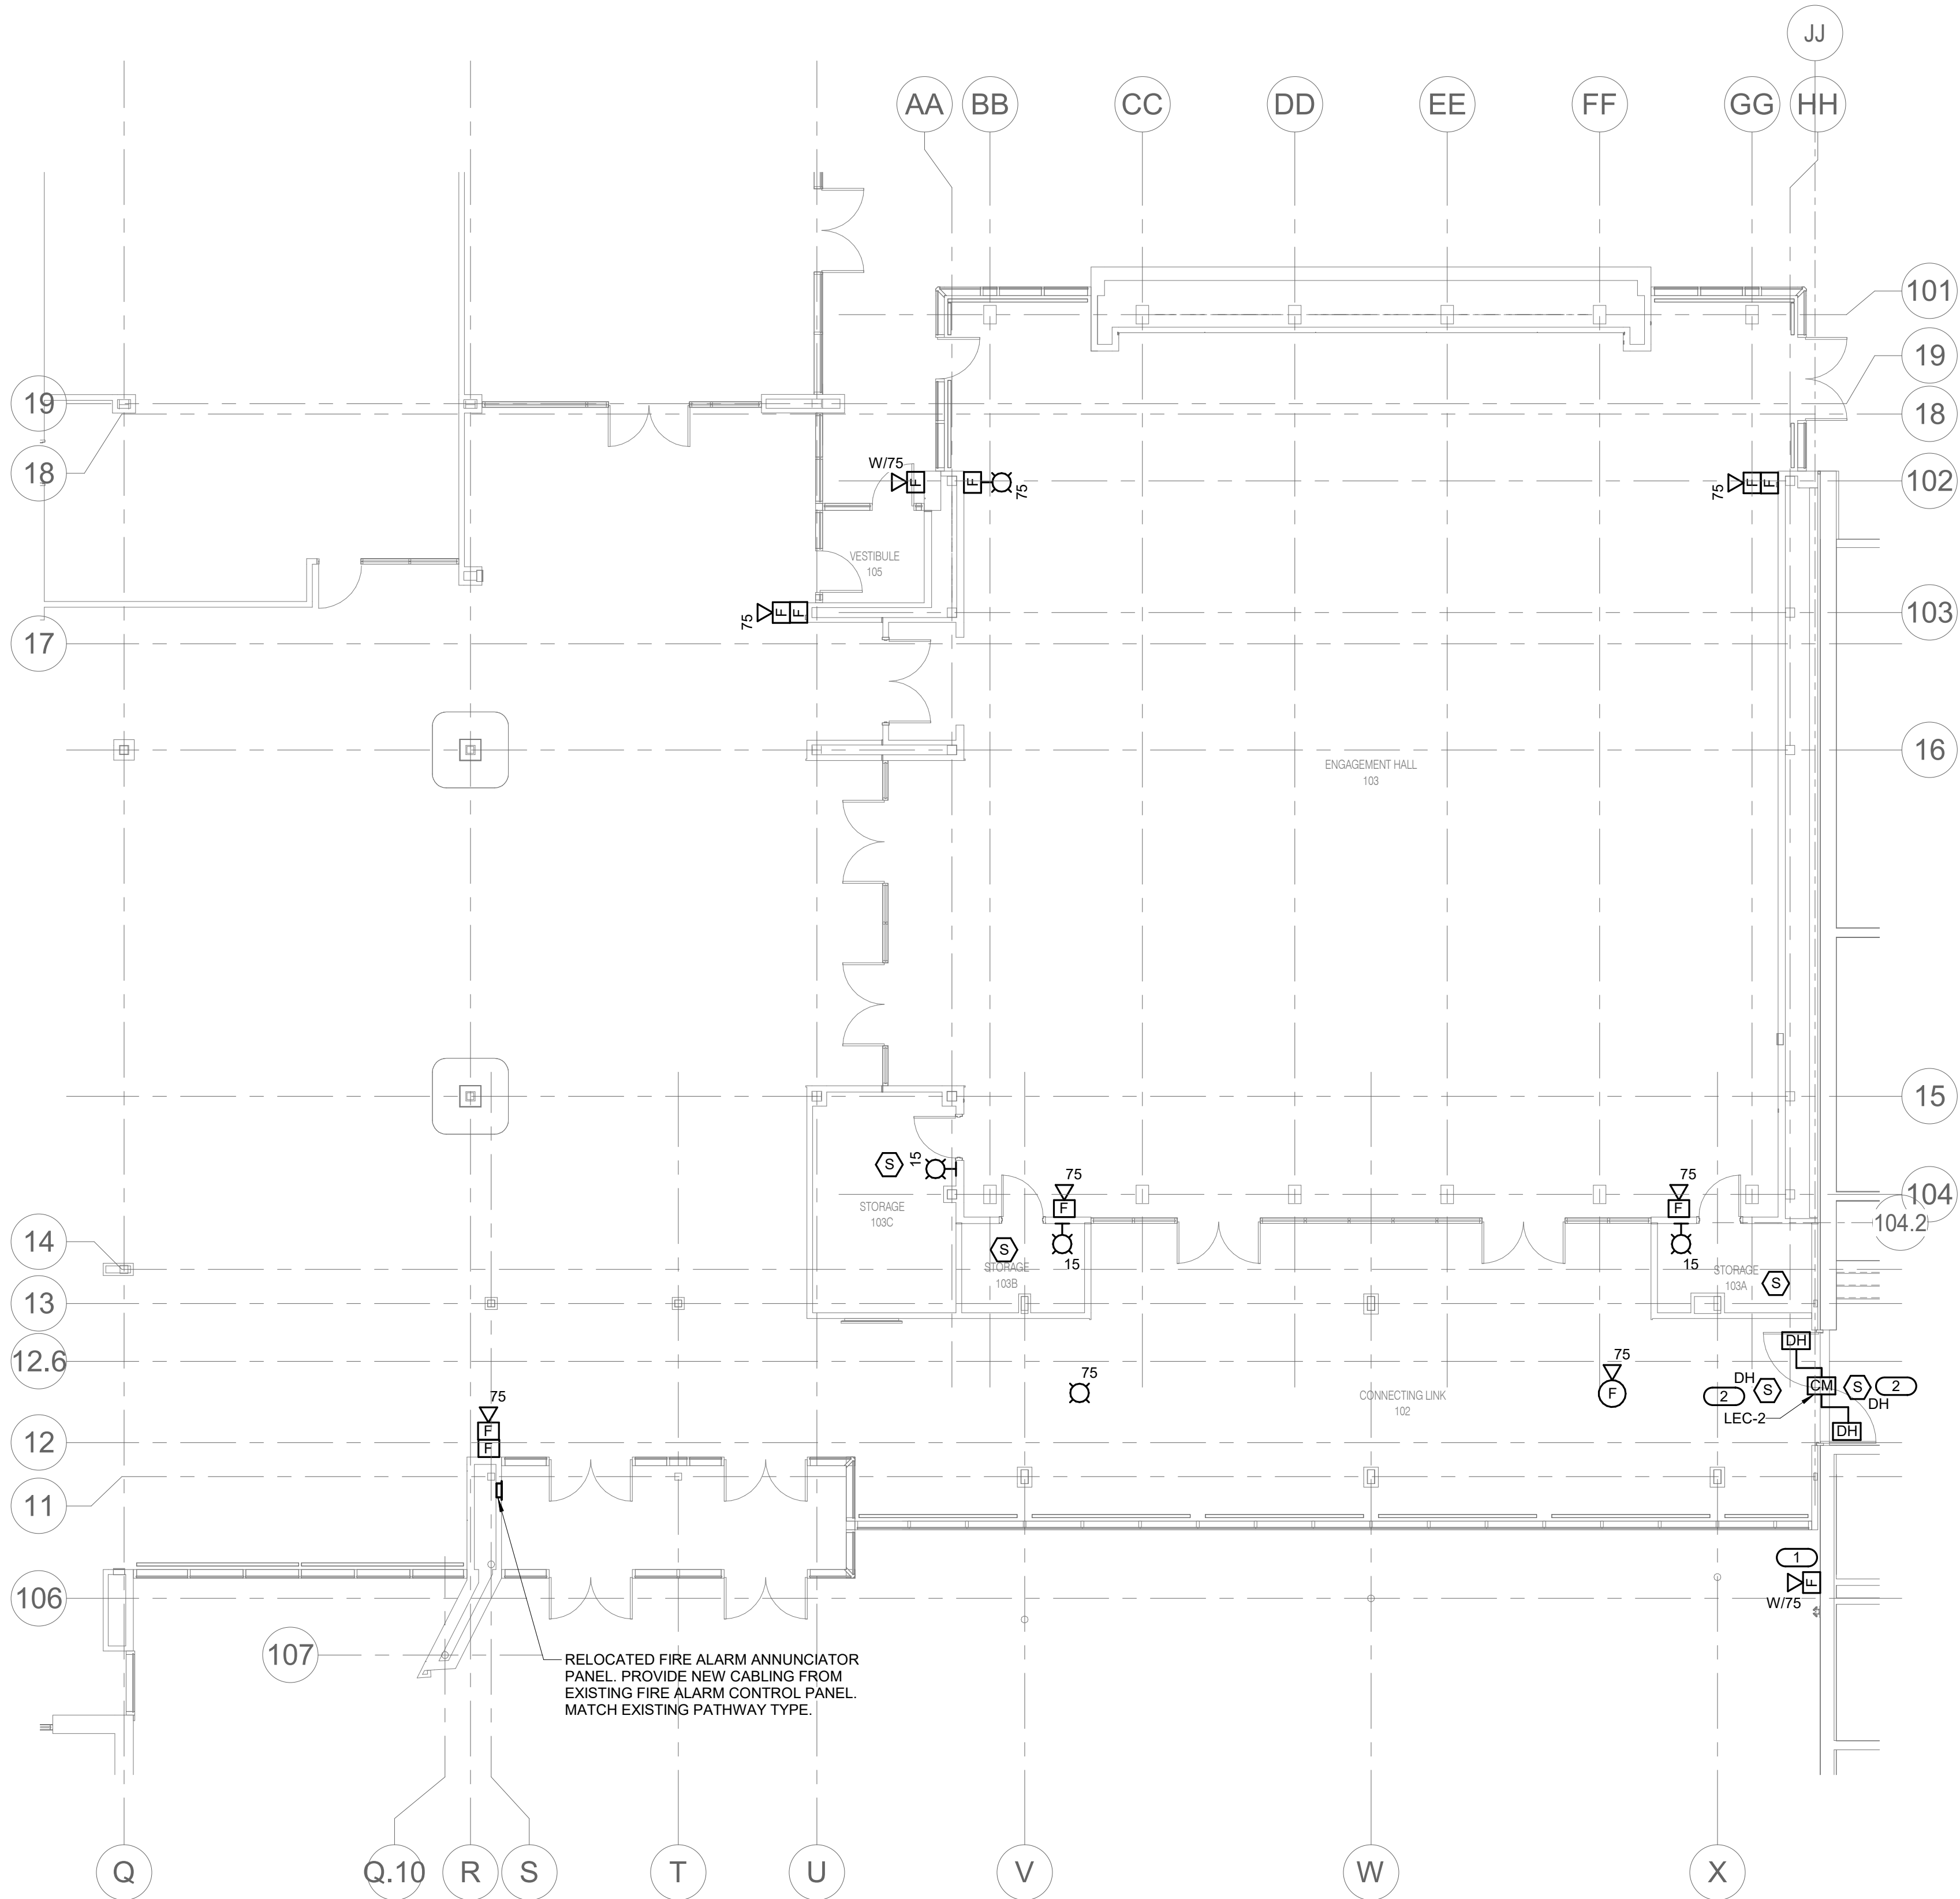 JJ
AA
BB
CC
DD
EE
FF
GG
HH
101
19
19
18
18
102
W/75
F
F
75
75
F
F
VESTIBULE
105
75
F
F
103
17
16
ENGAGEMENT HALL
103
15
S
15
75
F
75
F
104
104.2
STORAGE
103C
14
S
15
STORAGE
103B
15
STORAGE
103A
S
13
12.6
DH
75
75
F
CONNECTING LINK
102
DH
2
S
CM
S
2
DH
LEC-2
DH
75
F
F
12
11
1
F
W/75
106
107
RELOCATED FIRE ALARM ANNUNCIATOR
PANEL. PROVIDE NEW CABLING FROM
EXISTING FIRE ALARM CONTROL PANEL.
MATCH EXISTING PATHWAY TYPE.
Q
Q.10
R
S
T
U
V
W
X